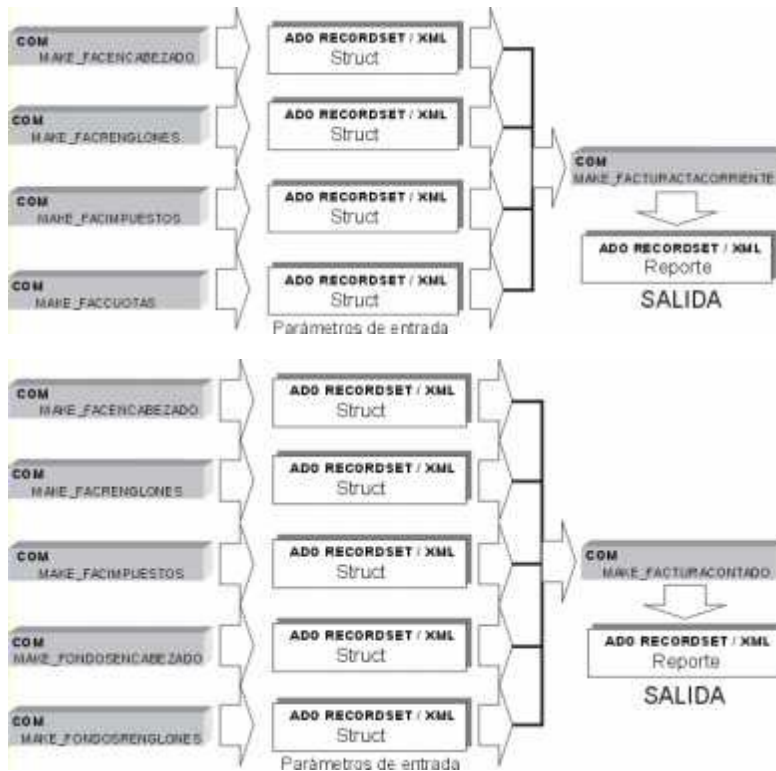 COM
MAKE_FACENCABEZADO
ADO RECORDSET / XML
Struct
COM
MAKE_FACRENGLONES
ADO RECORDSET / XML
Struct
COM
MAKE_FACIMPUESTOS
ADO RECORDSET / XML
Struct
COM
MAKE_FACCUOTAS
ADO RECORDSET / XML
Struct
Parámetros de entrada
COM
MAKE_FACTURACTACORRIENTE
ADO RECORDSET / XML
Reporte
SALIDA
COM
MAKE_FACENCABEZADO
ADO RECORDSET / XML
Struct
COM
MAKE_FACRENGLONES
ADO RECORDSET / XML
Struct
COM
MAKE_FACIMPUESTOS
ADO RECORDSET / XML
Struct
COM
MAKE_FONDOSENCABEZADO
ADO RECORDSET / XML
Struct
COM
MAKE_FONDOSRENGLONES
ADO RECORDSET / XML
Struct
Parámetros de entrada
COM
MAKE_FACTURACONTADO
ADO RECORDSET / XML
Reporte
SALIDA